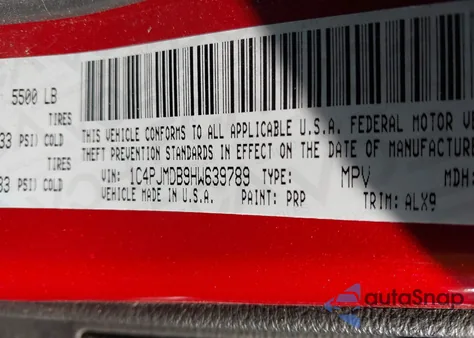 5500 LB
TIRES
33 PSI) COLD
TIRES
33 PSI) COLD
THIS VEHICLE CONFORMS TO ALL APPLICABLE U.S.A. FEDERAL MOTOR VE
THEFT PREVENTION STANDARDS IN EFFECT ON THE DATE OF MANUFACTURE
VIN: 1C4PJMDB9HW639789 TYPE: MPV MDH:
VEHICLE MADE IN U.S.A. PAINT: PRP TRIM: ALX9
autoSnap